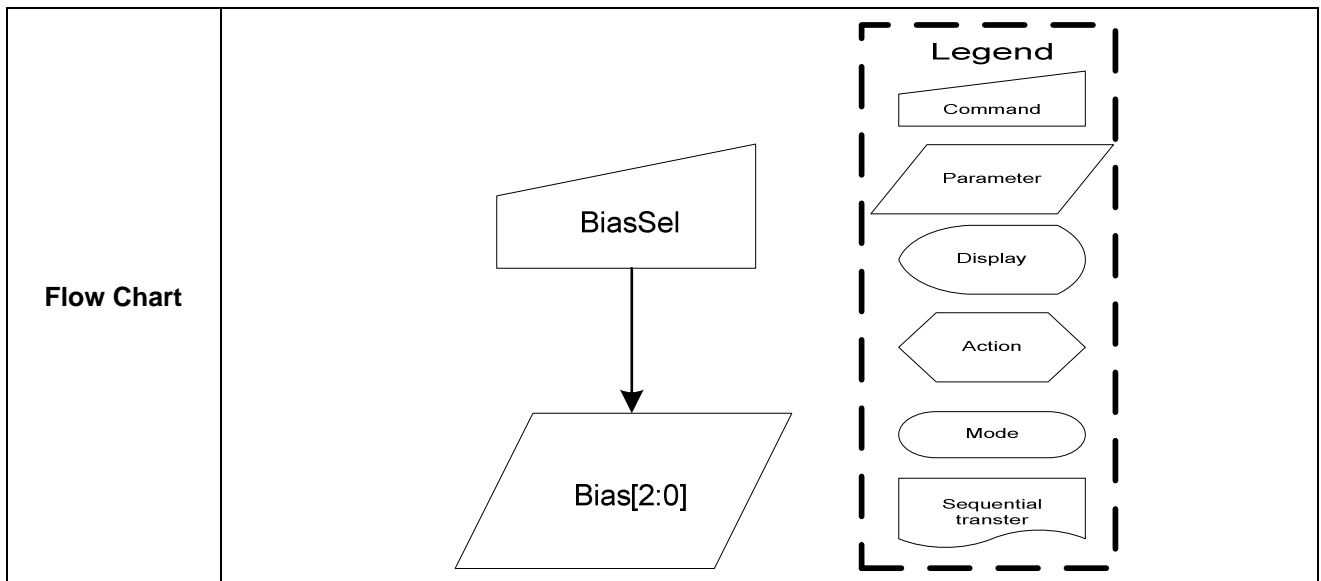 Flow Chart
BiasSel
Bias[2:0]
Legend
Command
Parameter
Display
Action
Mode
Sequential
transter